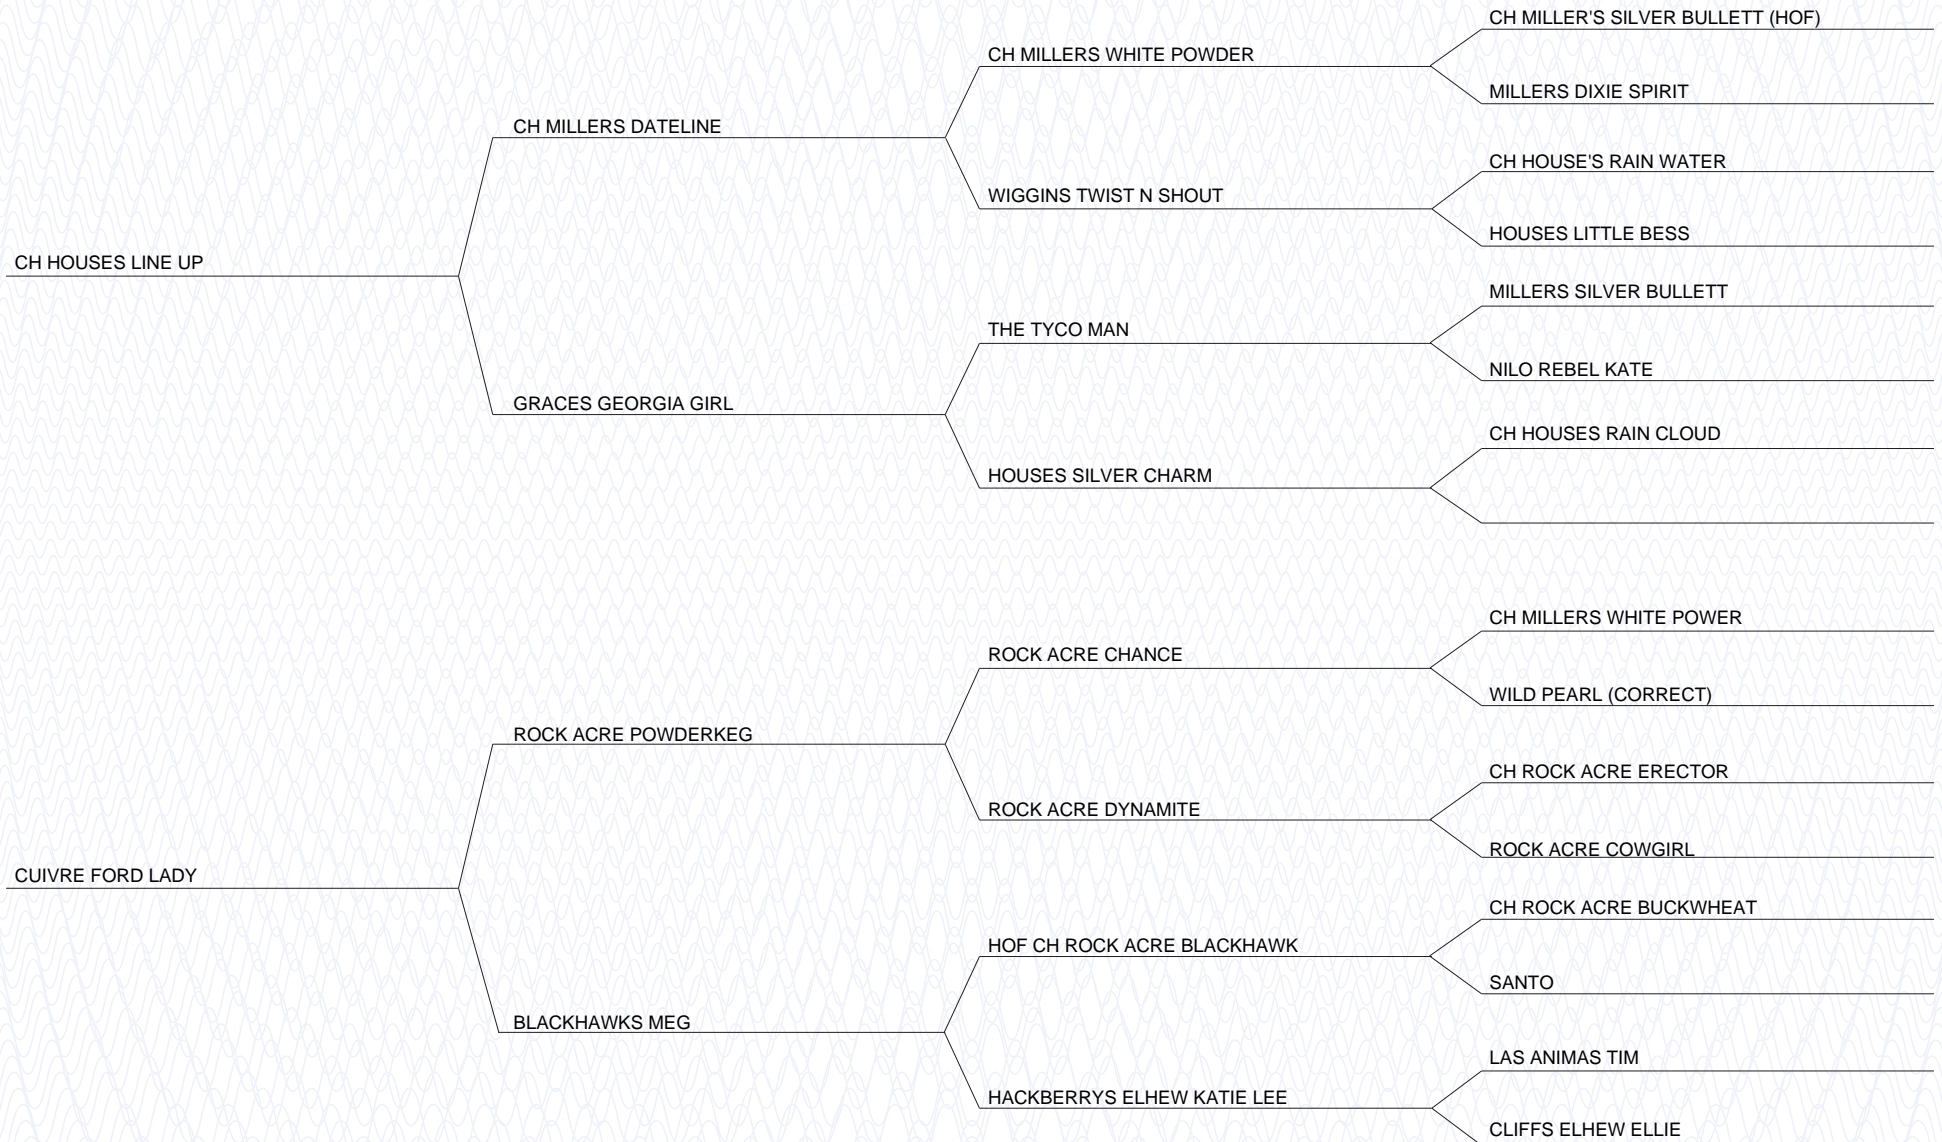 CH MILLER'S SILVER BULLETT (HOF)
CH MILLERS WHITE POWDER
MILLERS DIXIE SPIRIT
CH MILLERS DATELINE
CH HOUSE'S RAIN WATER
WIGGINS TWIST N SHOUT
HOUSES LITTLE BESS
CH HOUSES LINE UP
MILLERS SILVER BULLETT
THE TYCO MAN
NILO REBEL KATE
GRACES GEORGIA GIRL
CH HOUSES RAIN CLOUD
HOUSES SILVER CHARM
CH MILLERS WHITE POWER
ROCK ACRE CHANCE
WILD PEARL (CORRECT)
ROCK ACRE POWDERKEG
CH ROCK ACRE ERECTOR
ROCK ACRE DYNAMITE
ROCK ACRE COWGIRL
CUIVRE FORD LADY
CH ROCK ACRE BUCKWHEAT
HOF CH ROCK ACRE BLACKHAWK
SANTO
BLACKHAWKS MEG
LAS ANIMAS TIM
HACKBERRYS ELHEW KATIE LEE
CLIFFS ELHEW ELLIE